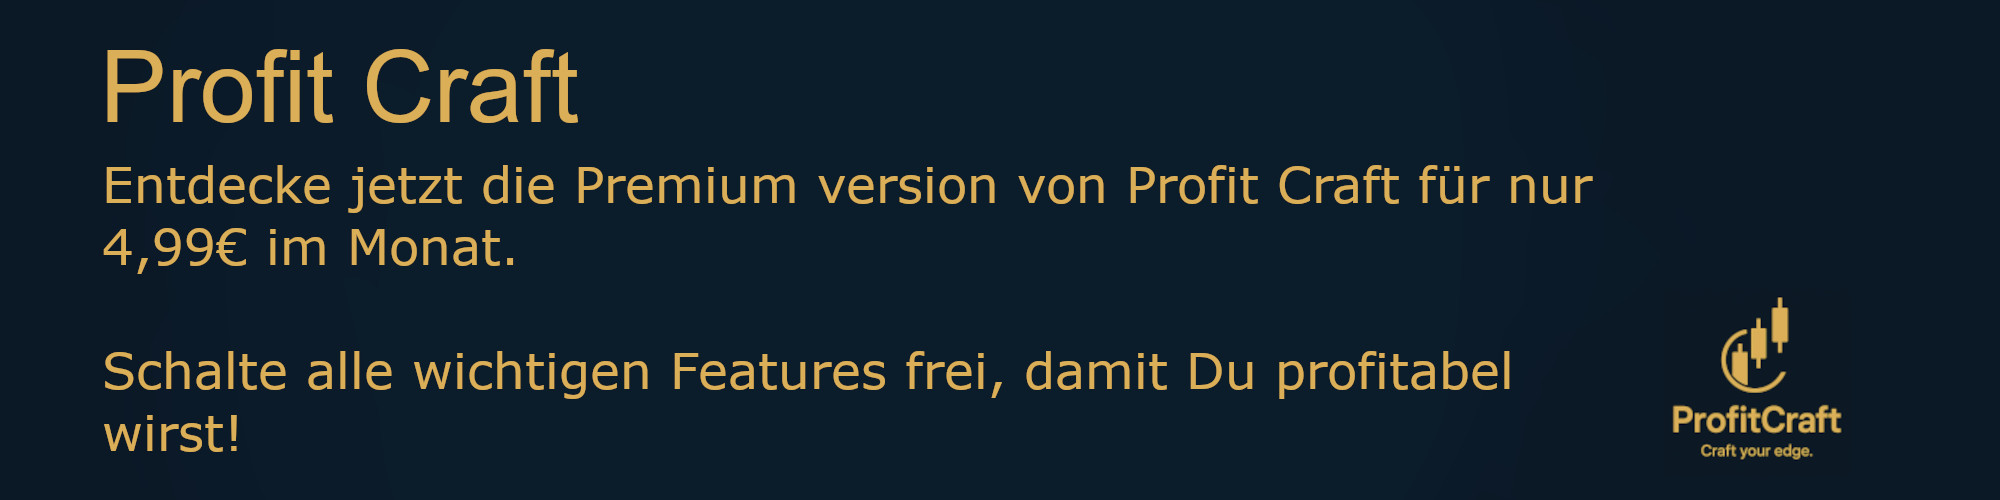 Profit Craft
Entdecke jetzt die Premium version von Profit Craft für nur
4,99€ im Monat.
Schalte alle wichtigen Features frei, damit Du profitabel
wirst!
ProfitCraft
Craft your edge.